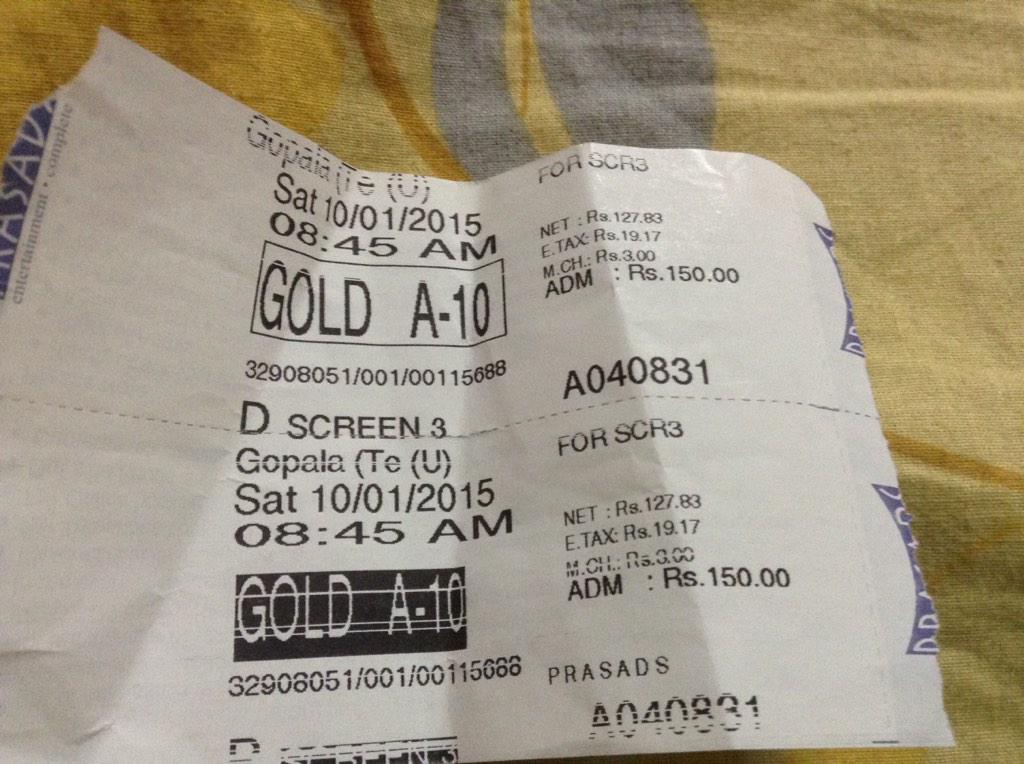 PRASADS
entertainment • complete
Gopala (Te (U)
Sat 10/01/2015
08:45 AM
GOLD A-10
32908051/001/00115688
D SCREEN 3
FOR SCR3
NET : Rs.127.83
E.TAX: Rs.19.17
M.CH.: Rs.3.00
ADM : Rs.150.00
A040831
Gopala (Te (U)
Sat 10/01/2015
08:45 AM
GOLD A-10
32908051/001/00115688
D SCREEN 3
FOR SCR3
NET : Rs.127.83
E.TAX: Rs.19.17
M.CH.: Rs.3.00
ADM : Rs.150.00
PRASADS
A040831